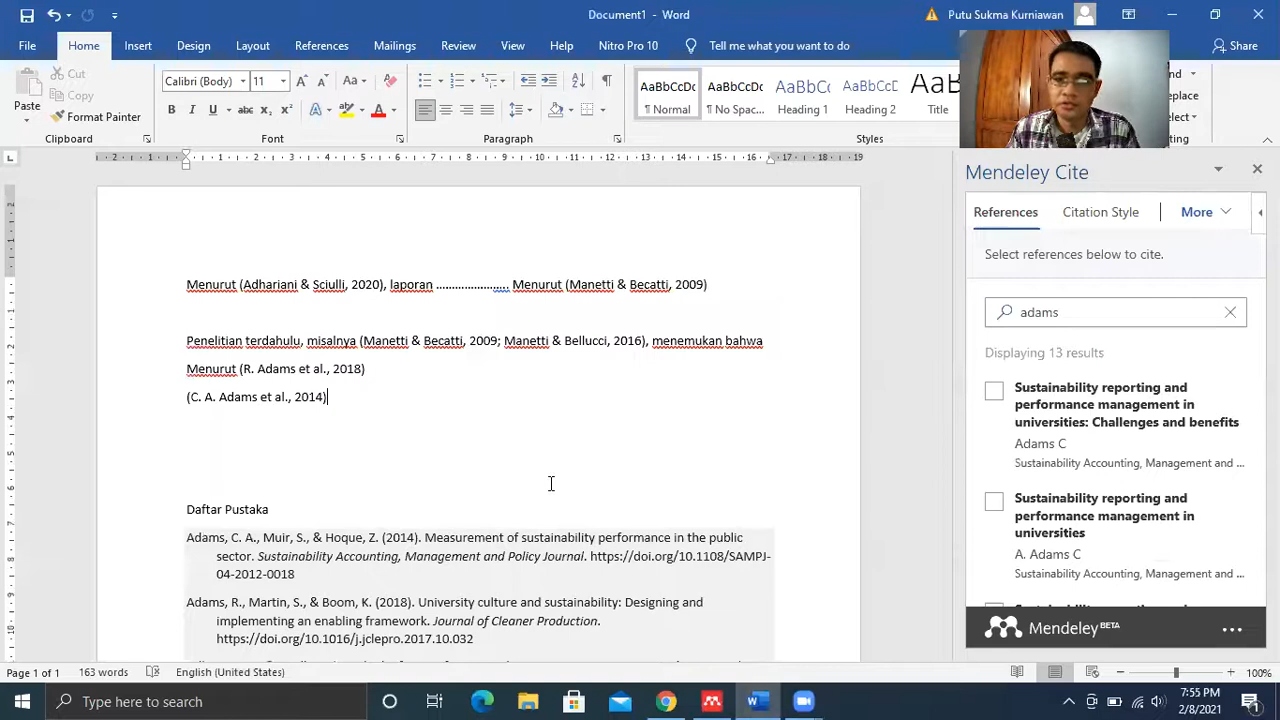 Document1 - Word
Putu Sukma Kurniawan
File Home Insert Design Layout References Mailings Review View Help Nitro Pro 10 Tell me what you want to do Share
Paste
Cut
Copy
Format Painter
Calibri (Body) 11
¶ Normal
¶ No Spac...
Heading 1
Heading 2
Title
Clipboard
Font
Paragraph
Styles
Mendeley Cite
References Citation Style More
Select references below to cite.
adams
Displaying 13 results
Sustainability reporting and
performance management in
universities: Challenges and benefits
Adams C
Sustainability Accounting, Management and ...
Sustainability reporting and
performance management in
universities
A. Adams C
Sustainability Accounting, Management and ...
Mendeley BETA
Menurut (Adhariani & Sciulli, 2020), laporan ...................... Menurut (Manetti & Becatti, 2009)
Penelitian terdahulu, misalnya (Manetti & Becatti, 2009; Manetti & Bellucci, 2016), menemukan bahwa
Menurut (R. Adams et al., 2018)
(C. A. Adams et al., 2014)
Daftar Pustaka
Adams, C. A., Muir, S., & Hoque, Z. (2014). Measurement of sustainability performance in the public
sector. Sustainability Accounting, Management and Policy Journal. https://doi.org/10.1108/SAMPJ-
04-2012-0018
Adams, R., Martin, S., & Boom, K. (2018). University culture and sustainability: Designing and
implementing an enabling framework. Journal of Cleaner Production.
https://doi.org/10.1016/j.jclepro.2017.10.032
Page 1 of 1 163 words English (United States) 100%
Type here to search
7:55 PM
2/8/2021